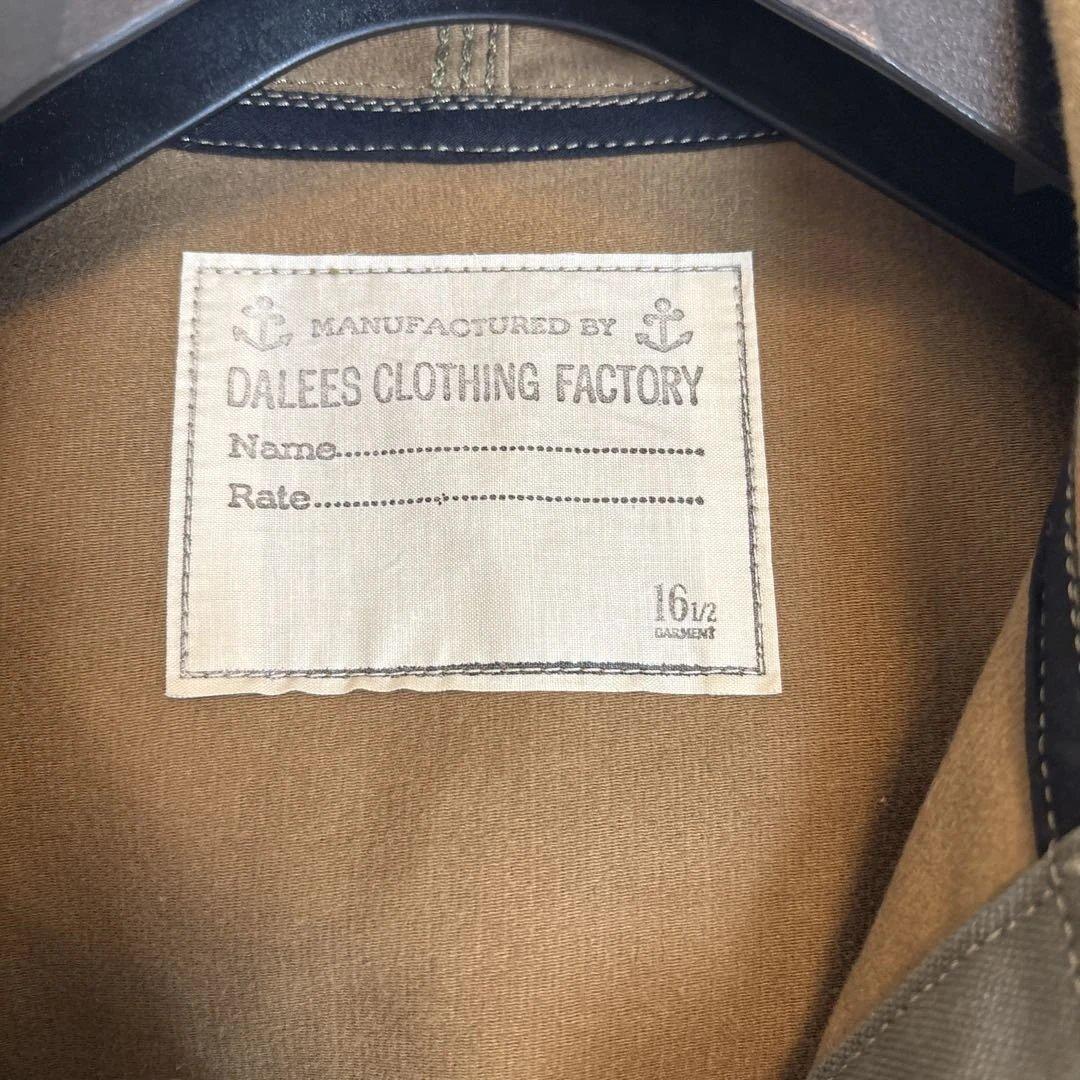 MANUFACTURED BY
DALEES CLOTHING FACTORY
Name........................................
Rate........................................
16 1/2
GARMENT